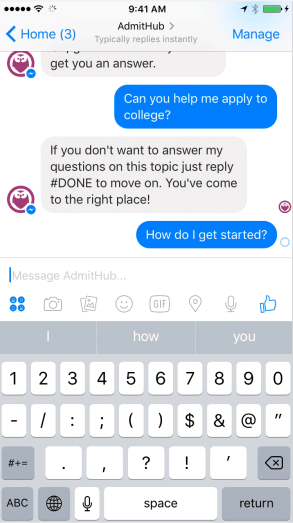 9:41 AM
Home (3)
AdmitHub >
Typically replies instantly
Manage
get you an answer.
Can you help me apply to
college?
If you don't want to answer my
questions on this topic just reply
#DONE to move on. You've come
to the right place!
How do I get started?
Message AdmitHub...
GIF
I how you
1 2 3 4 5 6 7 8 9 0
- / : ; ( ) $ & @ "
#+= . , ? ! ’
ABC space return